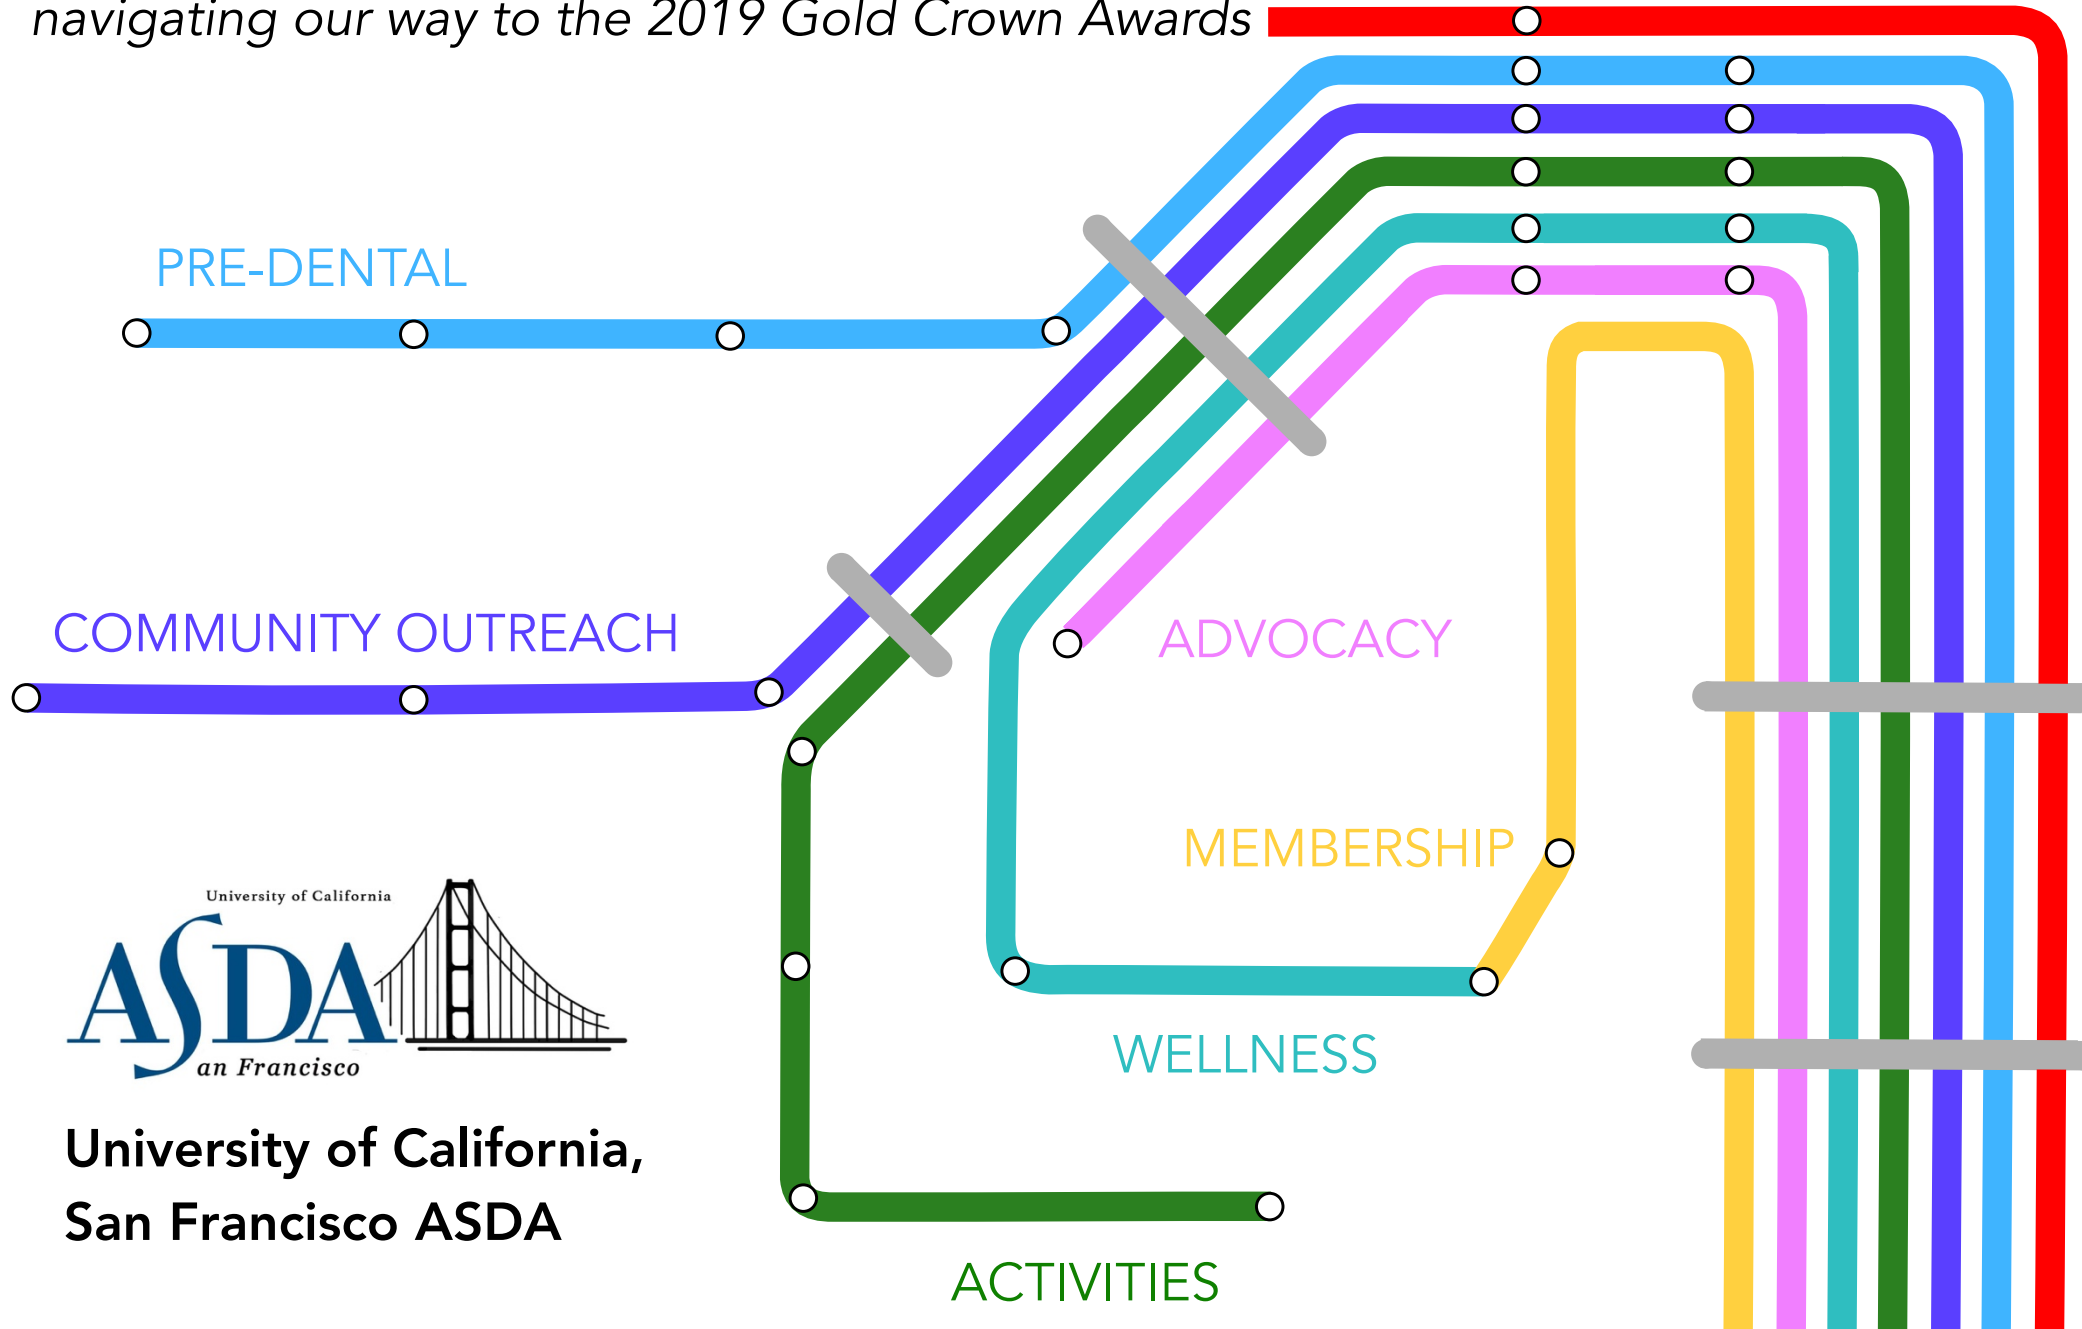 navigating our way to the 2019 Gold Crown Awards
PRE-DENTAL
COMMUNITY OUTREACH
ADVOCACY
MEMBERSHIP
University of California
ASDA
an Francisco
WELLNESS
University of California,
San Francisco ASDA
ACTIVITIES